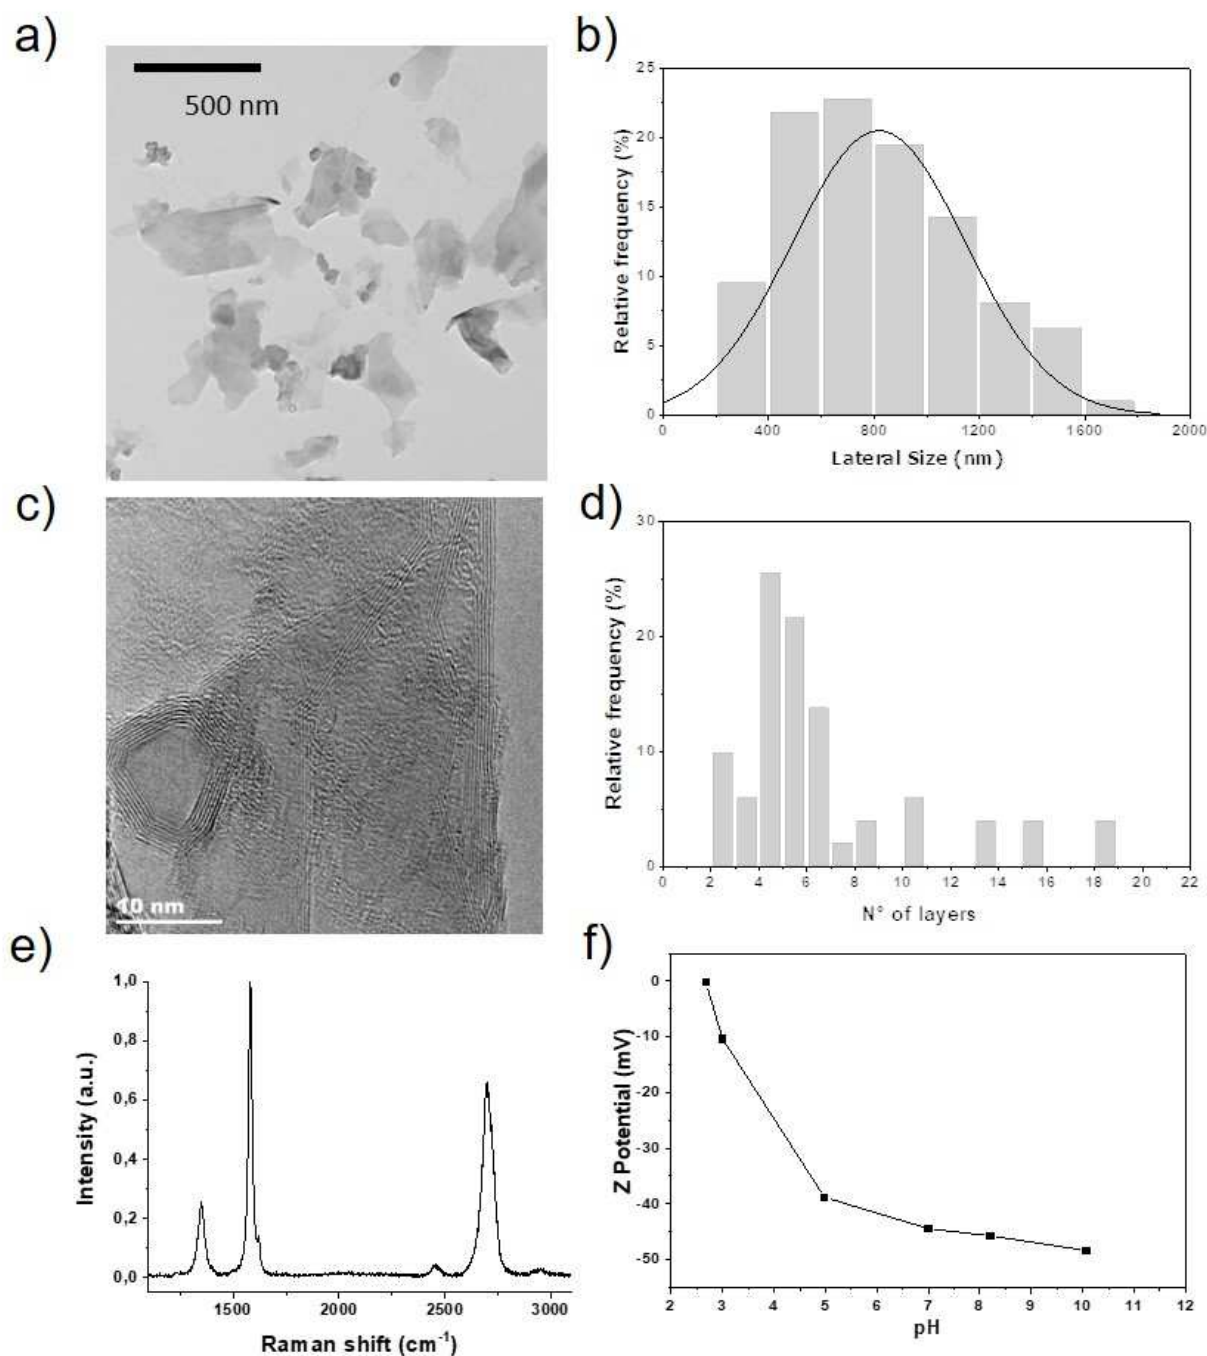 a)
500 nm
b)
25
20
15
10
5
0
Relative frequency (%)
0 400 800 1200 1600 2000
Lateral Size (nm)
c)
10 nm
d)
30
20
10
0
Relative frequency (%)
0 2 4 6 8 10 12 14 16 18 20 22
N° of layers
e)
1,0
0,8
0,6
0,4
0,2
0,0
Intensity (a.u.)
1500 2000 2500 3000
Raman shift (cm⁻¹)
f)
0
-10
-20
-30
-40
-50
Z Potential (mV)
2 3 4 5 6 7 8 9 10 11 12
pH